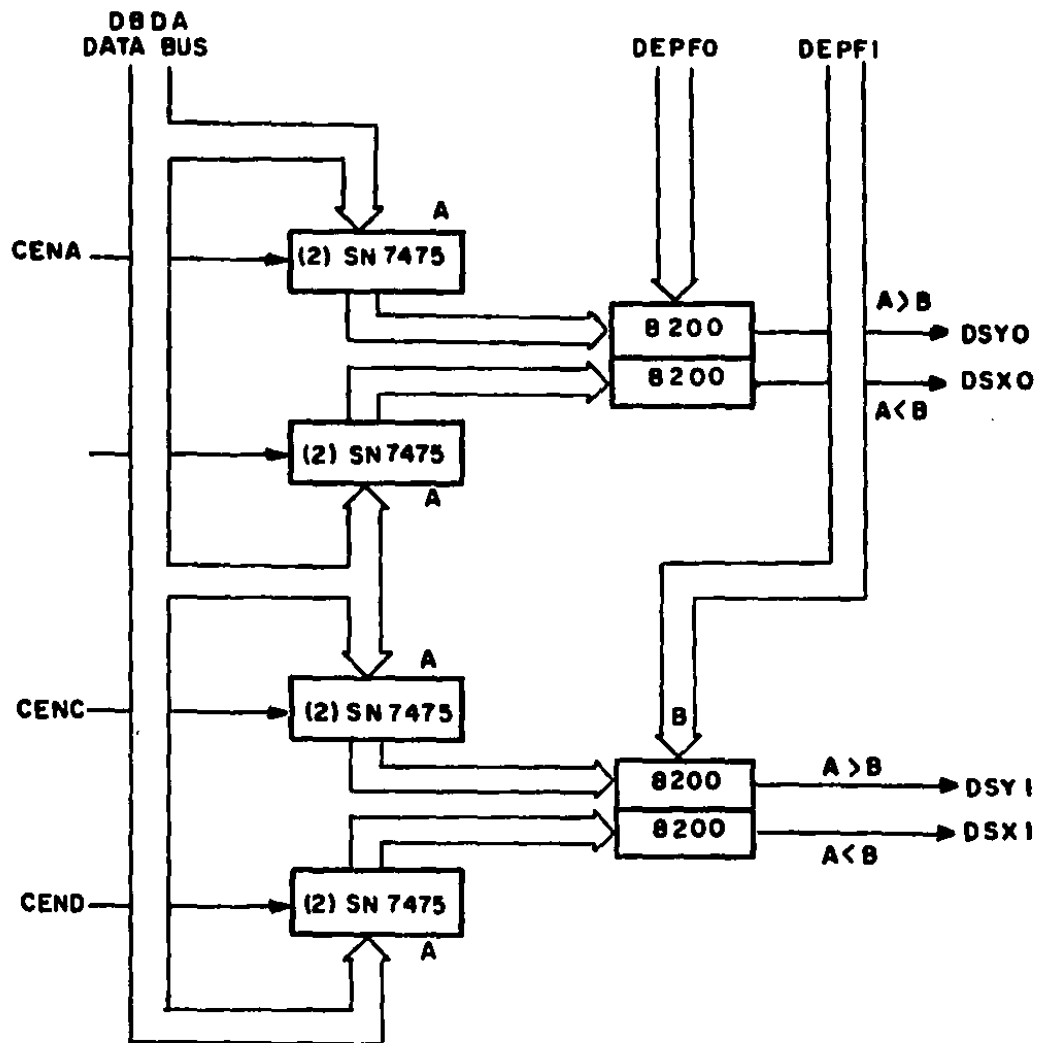 DBDA
DATA BUS
DEPF0
DEPF1
A
CENA
(2) SN 7475
A>B
8200
DSY0
8200
DSX0
A<B
(2) SN 7475
A
A
CENC
(2) SN 7475
B
8200
A>B
DSY1
8200
DSX1
A<B
CEND
(2) SN 7475
A